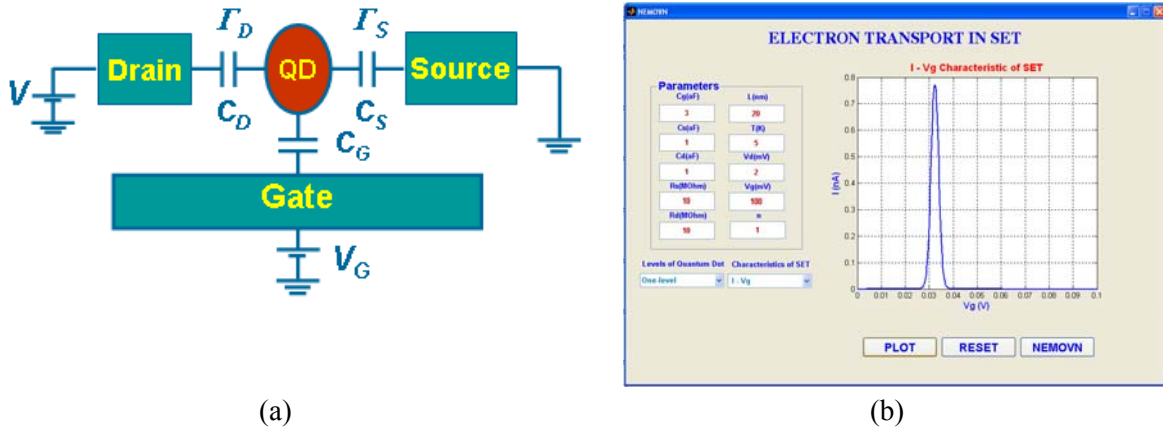 Γ_D Γ_S
Drain QD Source
V
C_D C_S
C_G
Gate
V_G
(a)
NEMOVN
ELECTRON TRANSPORT IN SET
Parameters
Cg(aF) L(nm)
3 20
Cs(aF) T(K)
1 5
Cd(aF) Vd(mV)
1 2
Rs(MOhm) Vg(mV)
10 100
Rd(MOhm) n
10 1
Levels of Quantum Dot Characteristics of SET
One-level I - Vg
I - Vg Characteristic of SET
0.8
0.7
0.6
0.5
0.4
0.3
0.2
0.1
0
I (nA)
0 0.01 0.02 0.03 0.04 0.05 0.06 0.07 0.08 0.09 0.1
Vg (V)
PLOT RESET NEMOVN
(b)